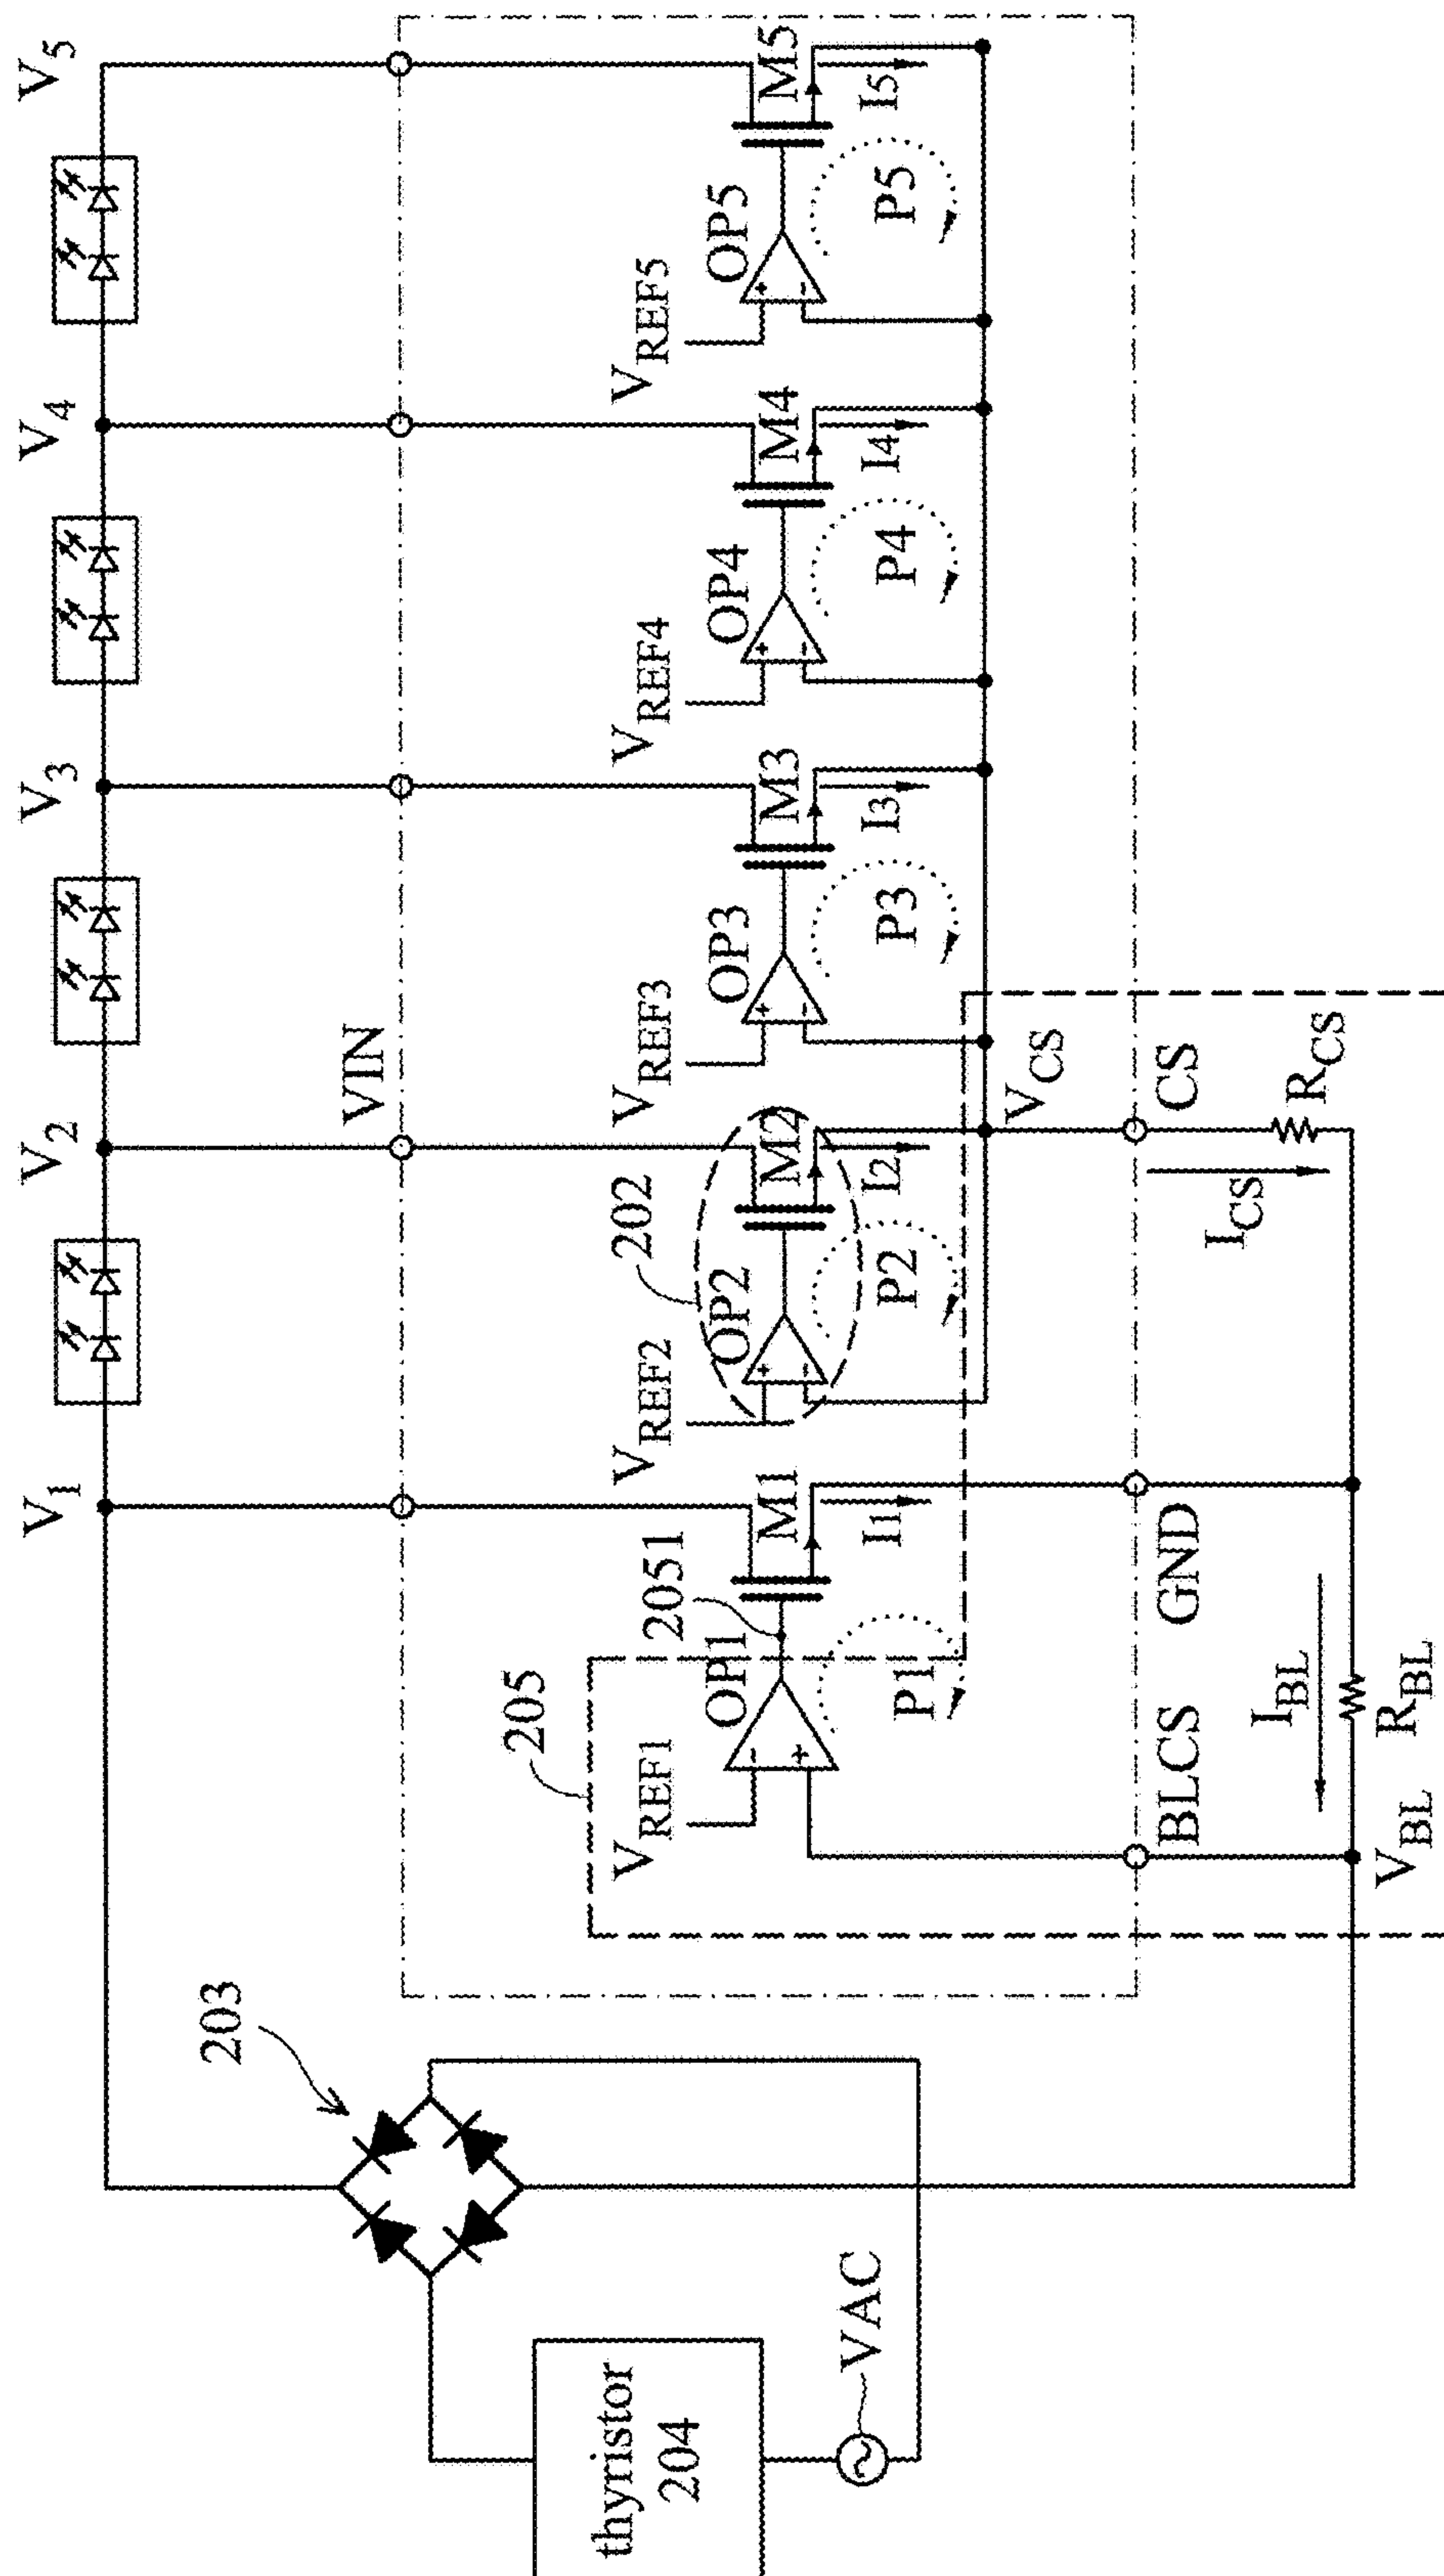 thyristor
204
VAC
203
V1
V2
V3
V4
V5
VIN
205
2051
202
VREF1
VREF2
VREF3
VREF4
VREF5
OP1
OP2
OP3
OP4
OP5
M1
M2
M3
M4
M5
I1
I2
I3
I4
I5
P1
P2
P3
P4
P5
VCS
BLCS
GND
CS
IBL
ICS
VBL
RBL
RCS